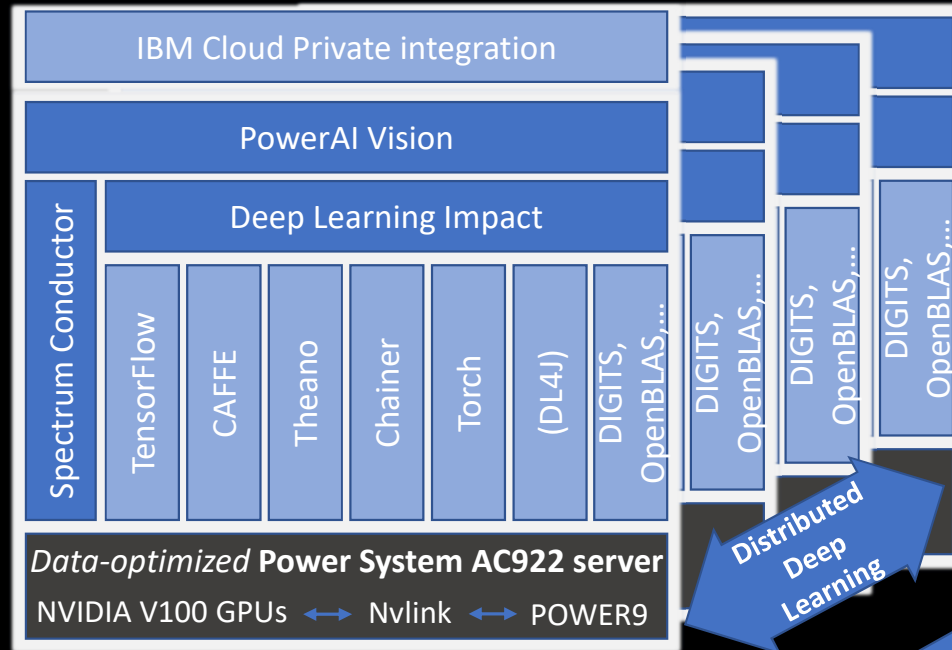 IBM Cloud Private integration
PowerAI Vision
Spectrum Conductor
Deep Learning Impact
TensorFlow
CAFFE
Theano
Chainer
Torch
(DL4J)
DIGITS,
OpenBLAS,...
DIGITS,
OpenBLAS,...
DIGITS,
OpenBLAS,...
DIGITS,
OpenBLAS,...
Data-optimized Power System AC922 server
NVIDIA V100 GPUs Nvlink POWER9
Distributed
Deep
Learning